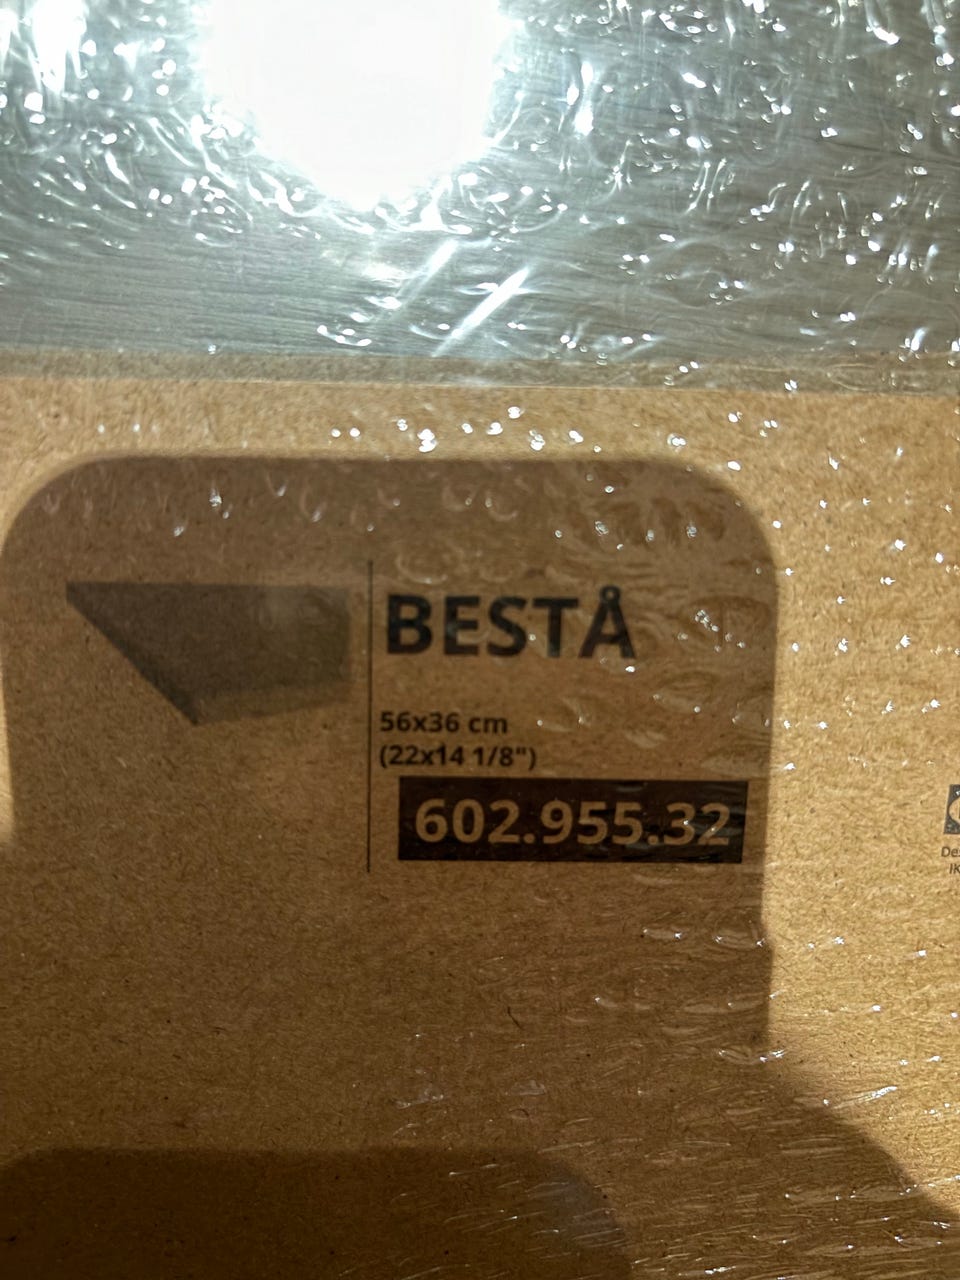 BESTÅ
56x36 cm
(22x14 1/8")
602.955.32